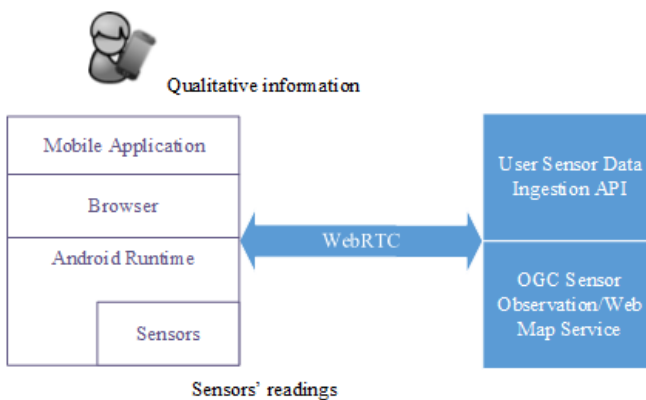 Qualitative information
Mobile Application
Browser
Android Runtime
Sensors
WebRTC
User Sensor Data
Ingestion API
OGC Sensor
Observation/Web
Map Service
Sensors’ readings